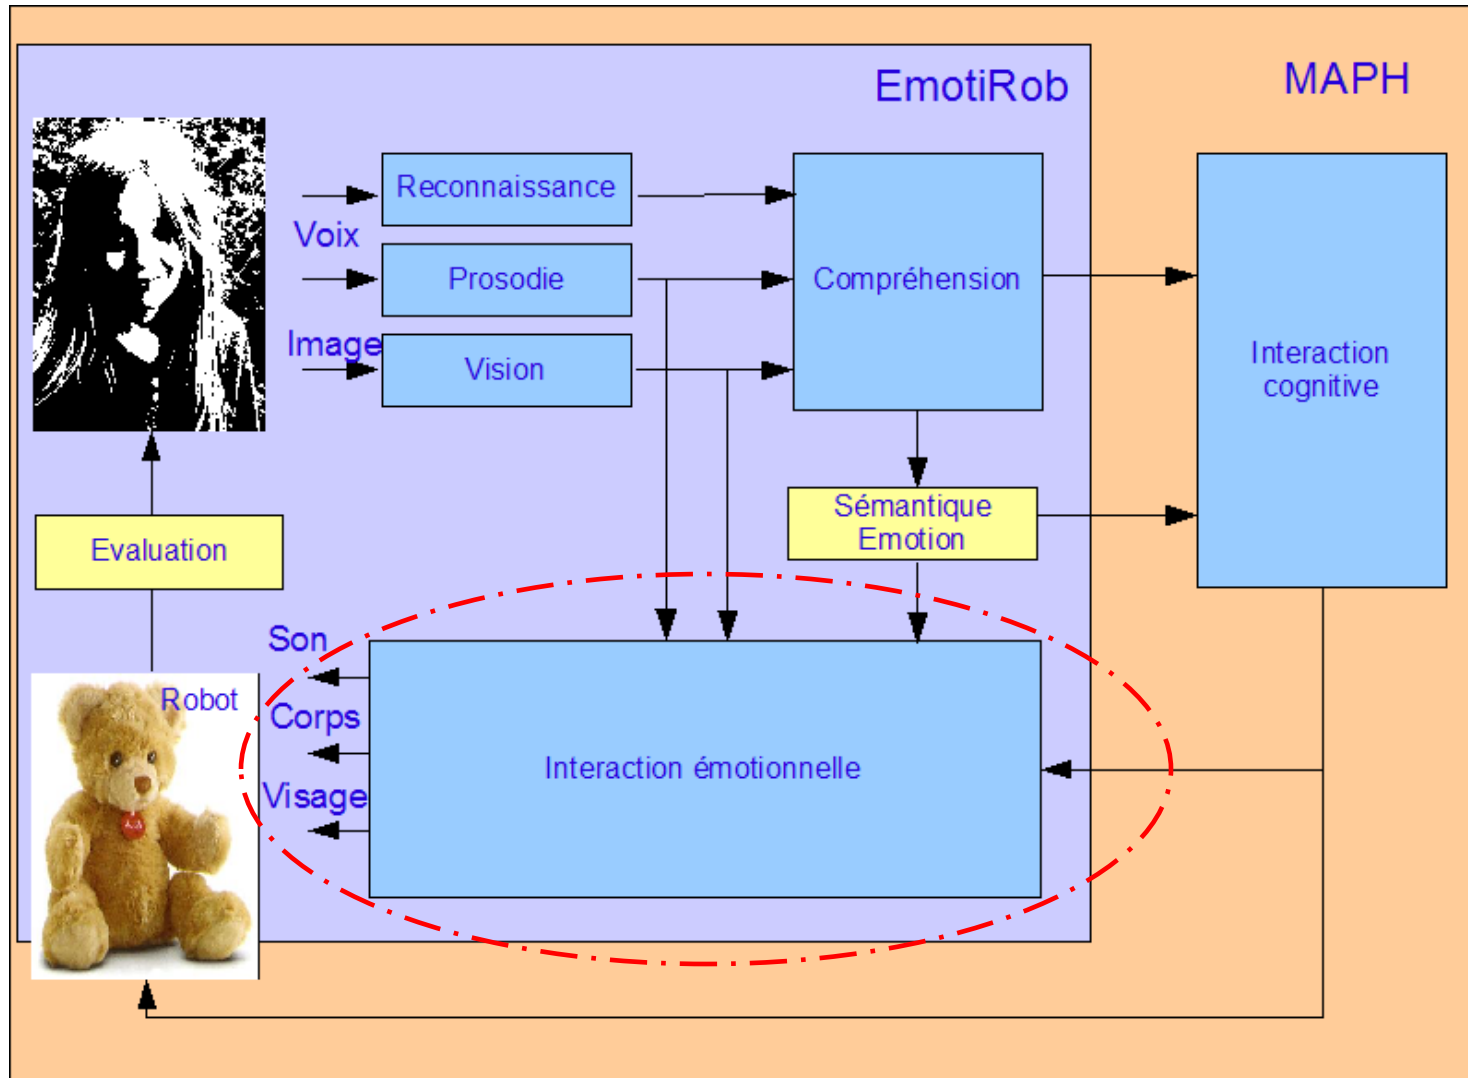 EmotiRob
MAPH
Reconnaissance
Voix
Prosodie
Compréhension
Image
Vision
Interaction
cognitive
Sémantique
Emotion
Evaluation
Son
Robot
Corps
Interaction émotionnelle
Visage